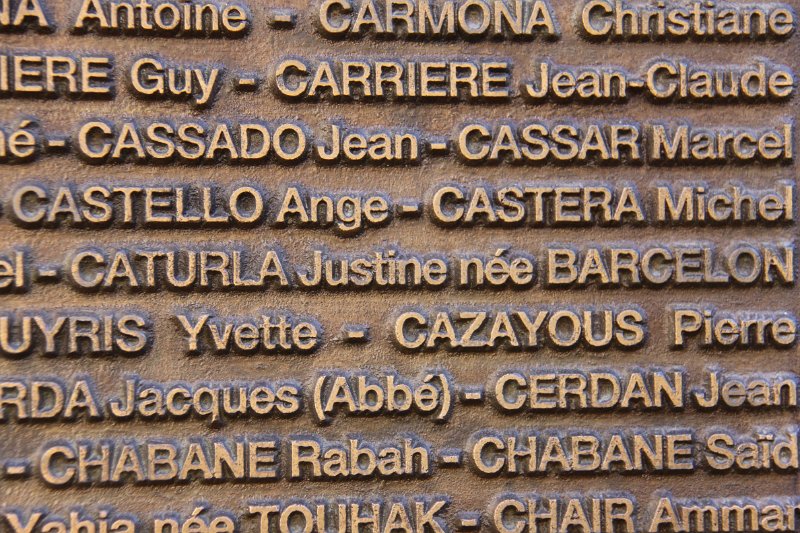 Antoine - CARMONA Christiane
Guy - CARRIERE Jean-Claude
- CASSADO Jean - CASSAR Marcel
CASTELLO Ange - CASTERA Michel
- CATURLA Justine née BARCELON
Yvette - CAZAYOUS Pierre
Jacques (Abbé) - CERDAN Jean
- CHABANE Rabah - CHABANE Saïd
Yahia née TOUHAK - CHAIR Ammar